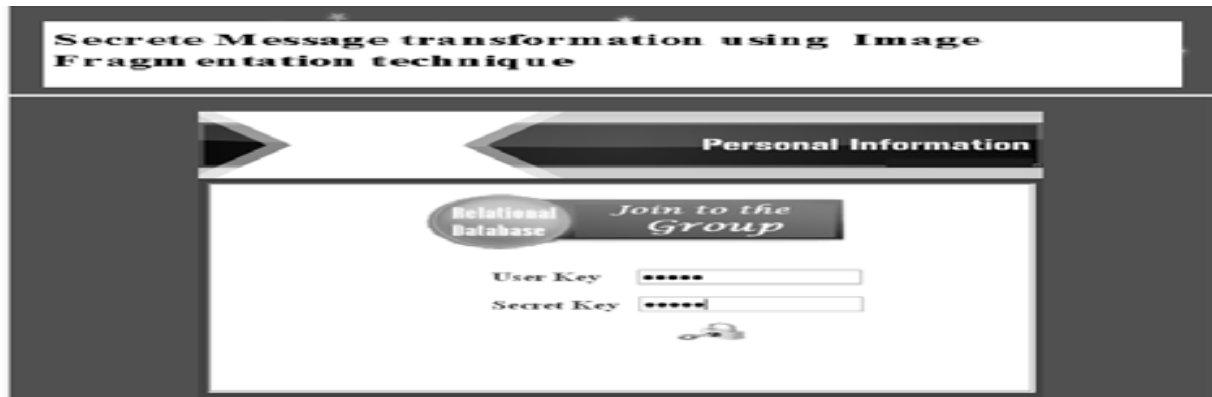 Secrete Message transformation using Image
Fragmentation technique
Personal Information
Relational
Database
Join to the
Group
User Key •••••
Secret Key •••••